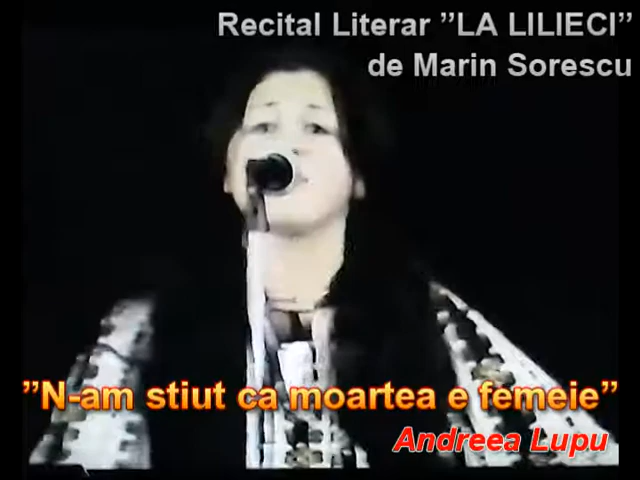 Recital Literar ”LA LILIECI”
de Marin Sorescu
”N-am stiut ca moartea e femeie”
Andreea Lupu